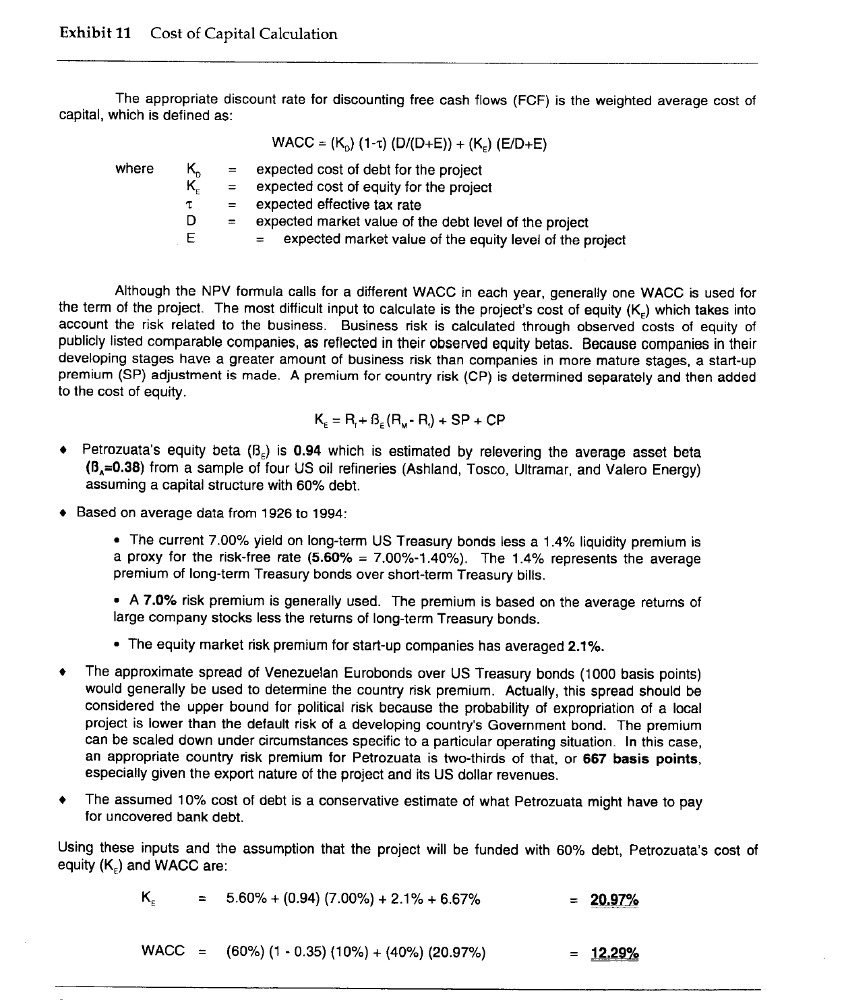 Exhibit 11 Cost of Capital Calculation
The appropriate discount rate for discounting free cash flows (FCF) is the weighted average cost of
capital, which is defined as:
WACC = (K_D) (1-τ) (D/(D+E)) + (K_E) (E/D+E)
where K_D = expected cost of debt for the project
K_E = expected cost of equity for the project
τ = expected effective tax rate
D = expected market value of the debt level of the project
E = expected market value of the equity level of the project
Although the NPV formula calls for a different WACC in each year, generally one WACC is used for
the term of the project. The most difficult input to calculate is the project's cost of equity (K_E) which takes into
account the risk related to the business. Business risk is calculated through observed costs of equity of
publicly listed comparable companies, as reflected in their observed equity betas. Because companies in their
developing stages have a greater amount of business risk than companies in more mature stages, a start-up
premium (SP) adjustment is made. A premium for country risk (CP) is determined separately and then added
to the cost of equity.
K_E = R_f + ß_E (R_M - R_f) + SP + CP
♦ Petrozuata's equity beta (ß_E) is 0.94 which is estimated by relevering the average asset beta
(ß_A=0.38) from a sample of four US oil refineries (Ashland, Tosco, Ultramar, and Valero Energy)
assuming a capital structure with 60% debt.
♦ Based on average data from 1926 to 1994:
• The current 7.00% yield on long-term US Treasury bonds less a 1.4% liquidity premium is
a proxy for the risk-free rate (5.60% = 7.00%-1.40%). The 1.4% represents the average
premium of long-term Treasury bonds over short-term Treasury bills.
• A 7.0% risk premium is generally used. The premium is based on the average returns of
large company stocks less the returns of long-term Treasury bonds.
• The equity market risk premium for start-up companies has averaged 2.1%.
♦ The approximate spread of Venezuelan Eurobonds over US Treasury bonds (1000 basis points)
would generally be used to determine the country risk premium. Actually, this spread should be
considered the upper bound for political risk because the probability of expropriation of a local
project is lower than the default risk of a developing country's Government bond. The premium
can be scaled down under circumstances specific to a particular operating situation. In this case,
an appropriate country risk premium for Petrozuata is two-thirds of that, or 667 basis points,
especially given the export nature of the project and its US dollar revenues.
♦ The assumed 10% cost of debt is a conservative estimate of what Petrozuata might have to pay
for uncovered bank debt.
Using these inputs and the assumption that the project will be funded with 60% debt, Petrozuata's cost of
equity (K_E) and WACC are:
K_E = 5.60% + (0.94) (7.00%) + 2.1% + 6.67% = 20.97%
WACC = (60%) (1 - 0.35) (10%) + (40%) (20.97%) = 12.29%